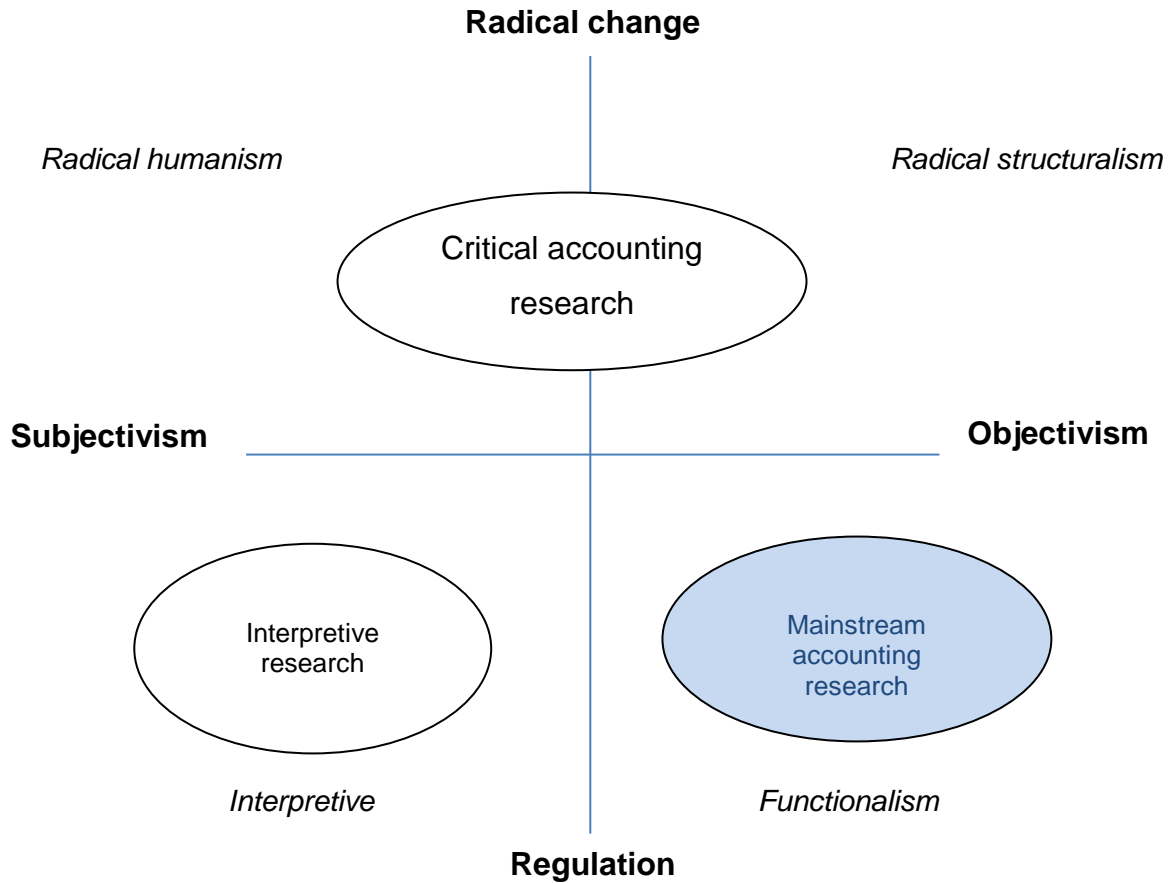 Radical change
Radical humanism
Radical structuralism
Critical accounting
research
Subjectivism
Objectivism
Interpretive
research
Mainstream
accounting
research
Interpretive
Functionalism
Regulation